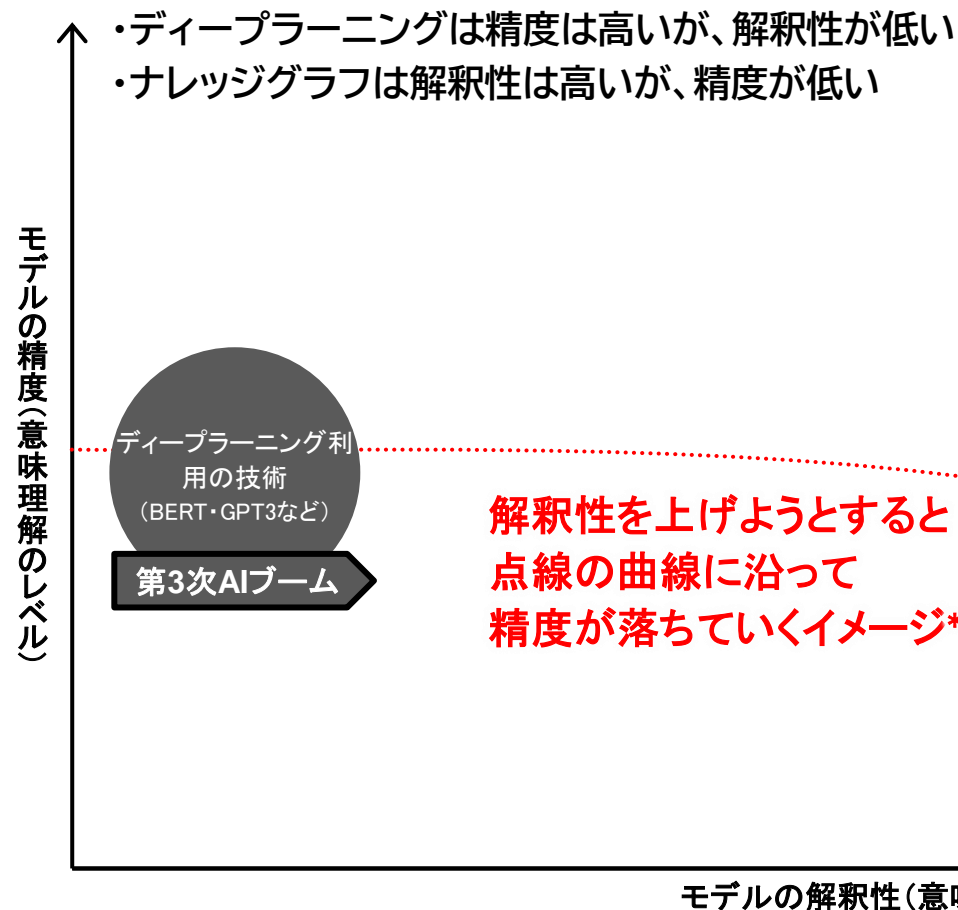 ・ディープラーニングは精度は高いが、解釈性が低い
・ナレッジグラフは解釈性は高いが、精度が低い
モデルの精度(意味理解のレベル)
ディープラーニング利
用の技術
(BERT・GPT3など)
第3次AIブーム
解釈性を上げようとすると
点線の曲線に沿って
精度が落ちていくイメージ*
モデルの解釈性(意